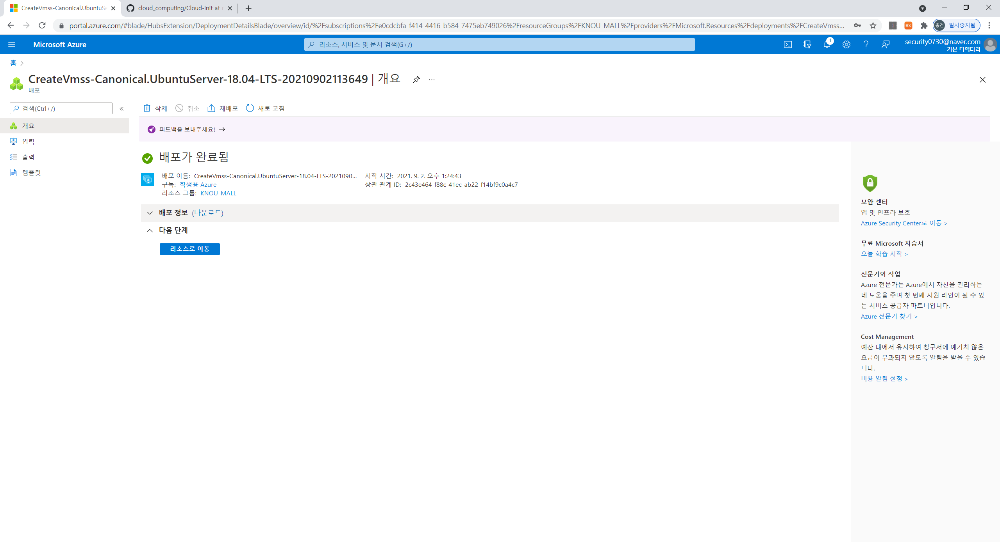 CreateVmss-Canonical.UbuntuSe
cloud_computing/Cloud-init at
portal.azure.com/#blade/HubsExtension/DeploymentDetailsBlade/overview/id/%2Fsubscriptions%2Fe0cdcbfa-f414-4416-b584-7475eb749026%2FresourceGroups%2FKNOU_MALL%2Fproviders%2FMicrosoft.Resources%2Fdeployments%2FCreateVmss...
I
EX
충건 일시중지됨
Microsoft Azure
리소스, 서비스 및 문서 검색(G+/)
1
security0730@naver.com
기본 디렉터리
홈
CreateVmss-Canonical.UbuntuServer-18.04-LTS-20210902113649 | 개요
배포
검색(Ctrl+/)
삭제 취소 재배포 새로 고침
개요
입력
출력
템플릿
피드백을 보내주세요! →
배포가 완료됨
배포 이름: CreateVmss-Canonical.UbuntuServer-18.04-LTS-2021090...
구독: 학생용 Azure
리소스 그룹: KNOU_MALL
시작 시간: 2021. 9. 2. 오후 1:24:43
상관 관계 ID: 2c43e464-f88c-41ec-ab22-f14bf9c0a4c7
배포 정보 (다운로드)
다음 단계
리소스로 이동
보안 센터
앱 및 인프라 보호
Azure Security Center로 이동 >
무료 Microsoft 자습서
오늘 학습 시작 >
전문가와 작업
Azure 전문가는 Azure에서 자산을 관리하는
데 도움을 주며 첫 번째 지원 라인이 될 수 있
는 서비스 공급자 파트너입니다.
Azure 전문가 찾기 >
Cost Management
예산 내에서 유지하여 청구서에 예기치 않은
요금이 부과되지 않도록 알림을 받을 수 있습
니다.
비용 알림 설정 >